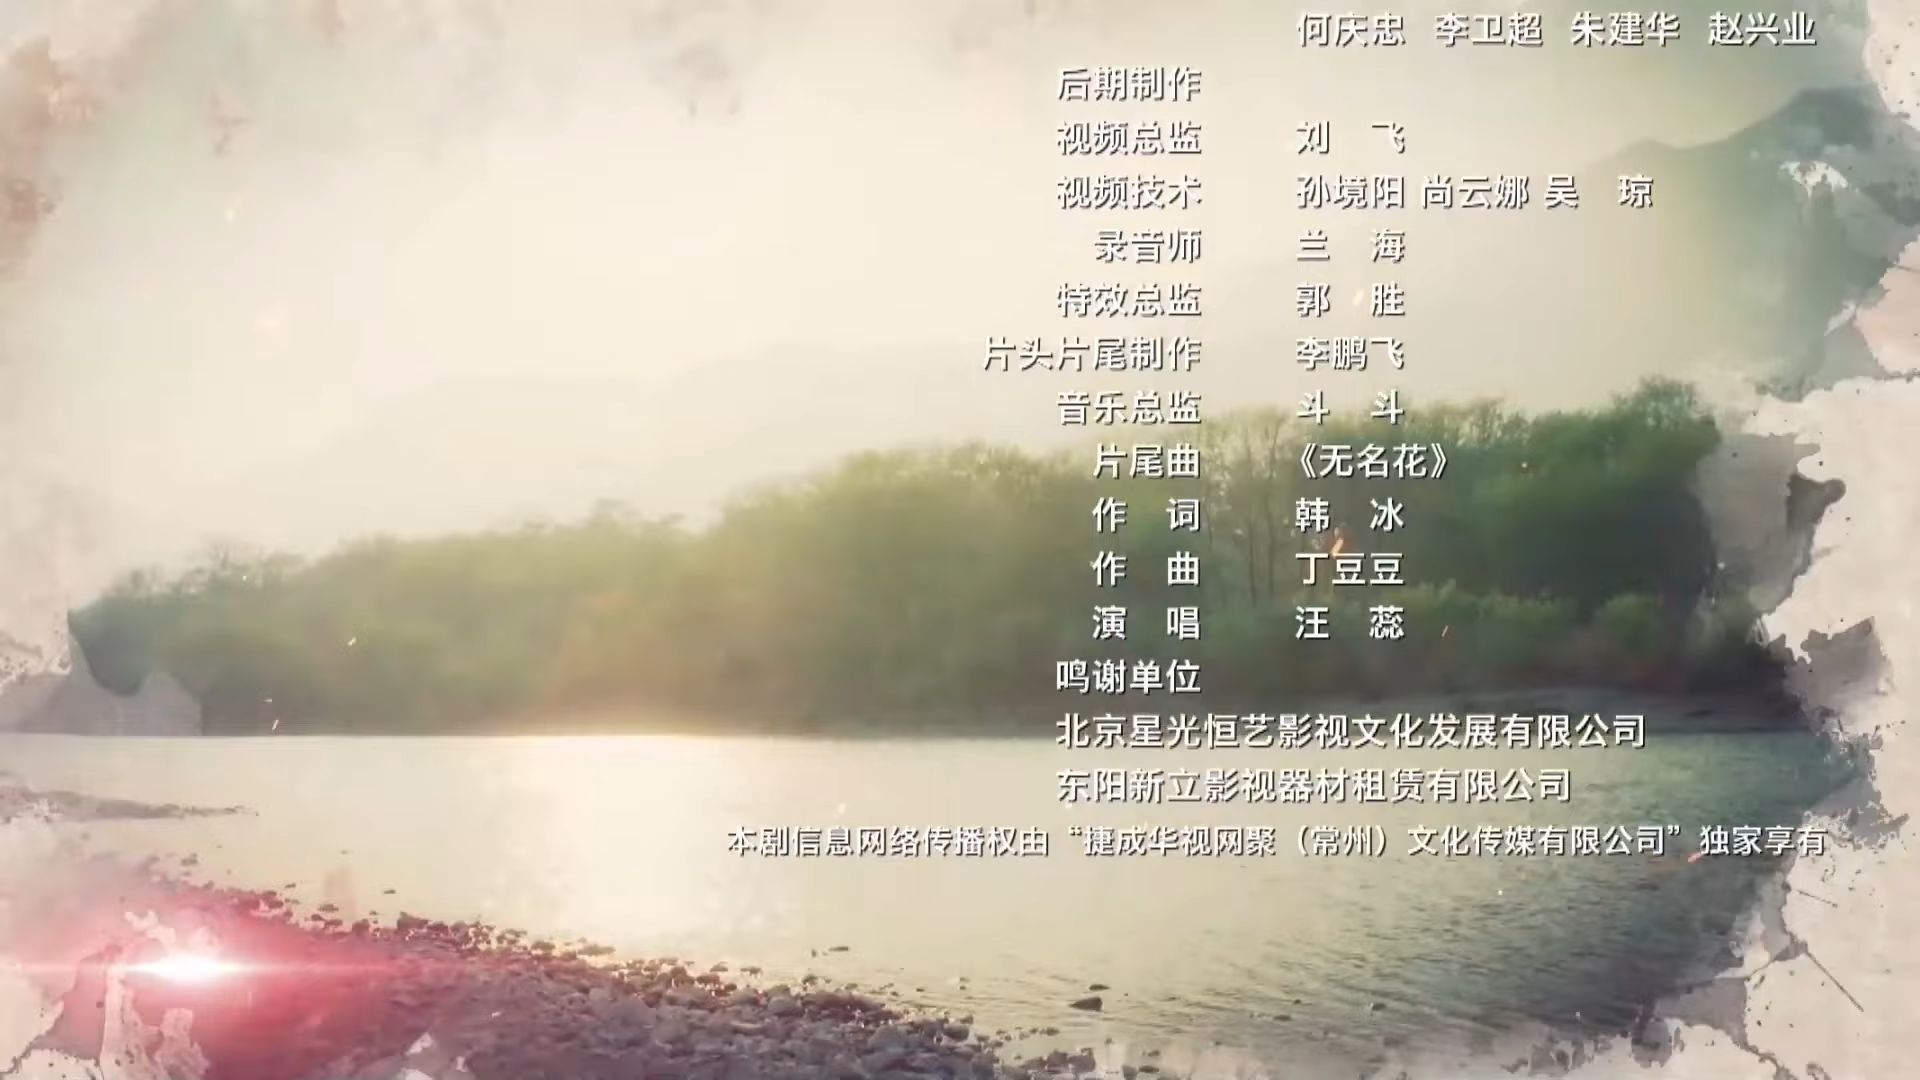 何庆忠 李卫超 朱建华 赵兴业
后期制作
视频总监 刘 飞
视频技术 孙境阳 尚云娜 吴 琼
录音师 兰 海
特效总监 郭 胜
片头片尾制作 李鹏飞
音乐总监 斗 斗
片尾曲 《无名花》
作 词 韩 冰
作 曲 丁豆豆
演 唱 汪 蕊
鸣谢单位
北京星光恒艺影视文化发展有限公司
东阳新立影视器材租赁有限公司
本剧信息网络传播权由“捷成华视网聚（常州）文化传媒有限公司”独家享有